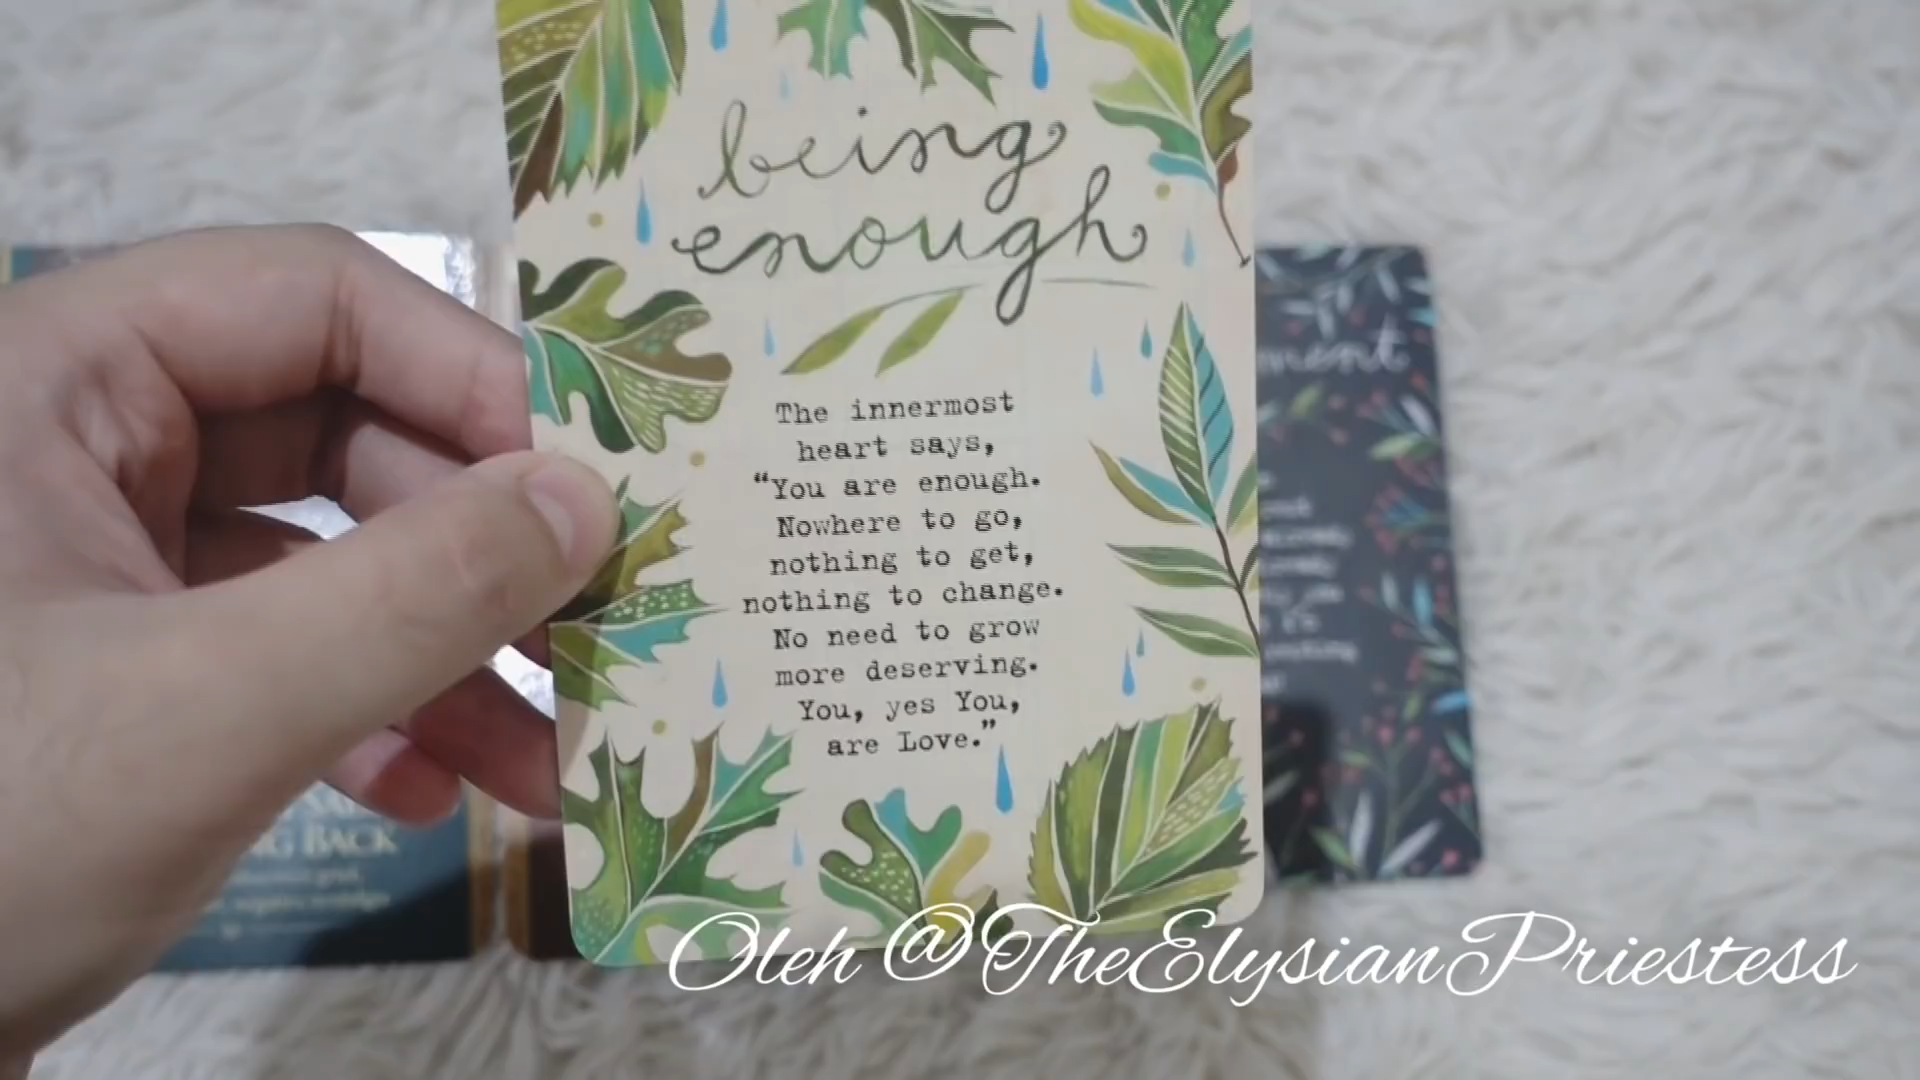 being
enough
The innermost
heart says,
“You are enough.
Nowhere to go,
nothing to get,
nothing to change.
No need to grow
more deserving.
You, yes You,
are Love.”
BACK
Oleh @TheElysianPriestess